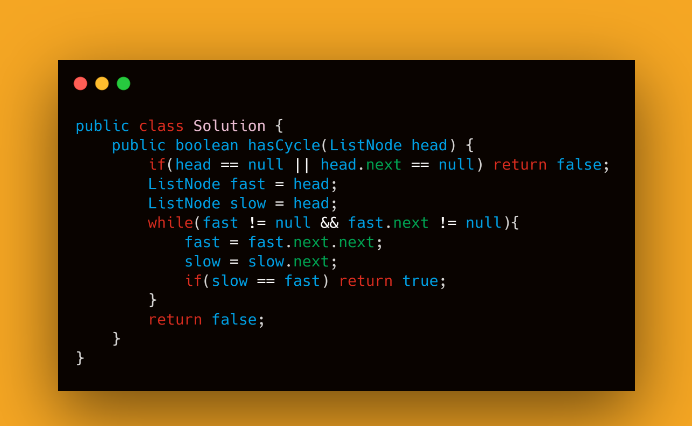 public class Solution {
    public boolean hasCycle(ListNode head) {
        if(head == null || head.next == null) return false;
        ListNode fast = head;
        ListNode slow = head;
        while(fast != null && fast.next != null){
            fast = fast.next.next;
            slow = slow.next;
            if(slow == fast) return true;
        }
        return false;
    }
}